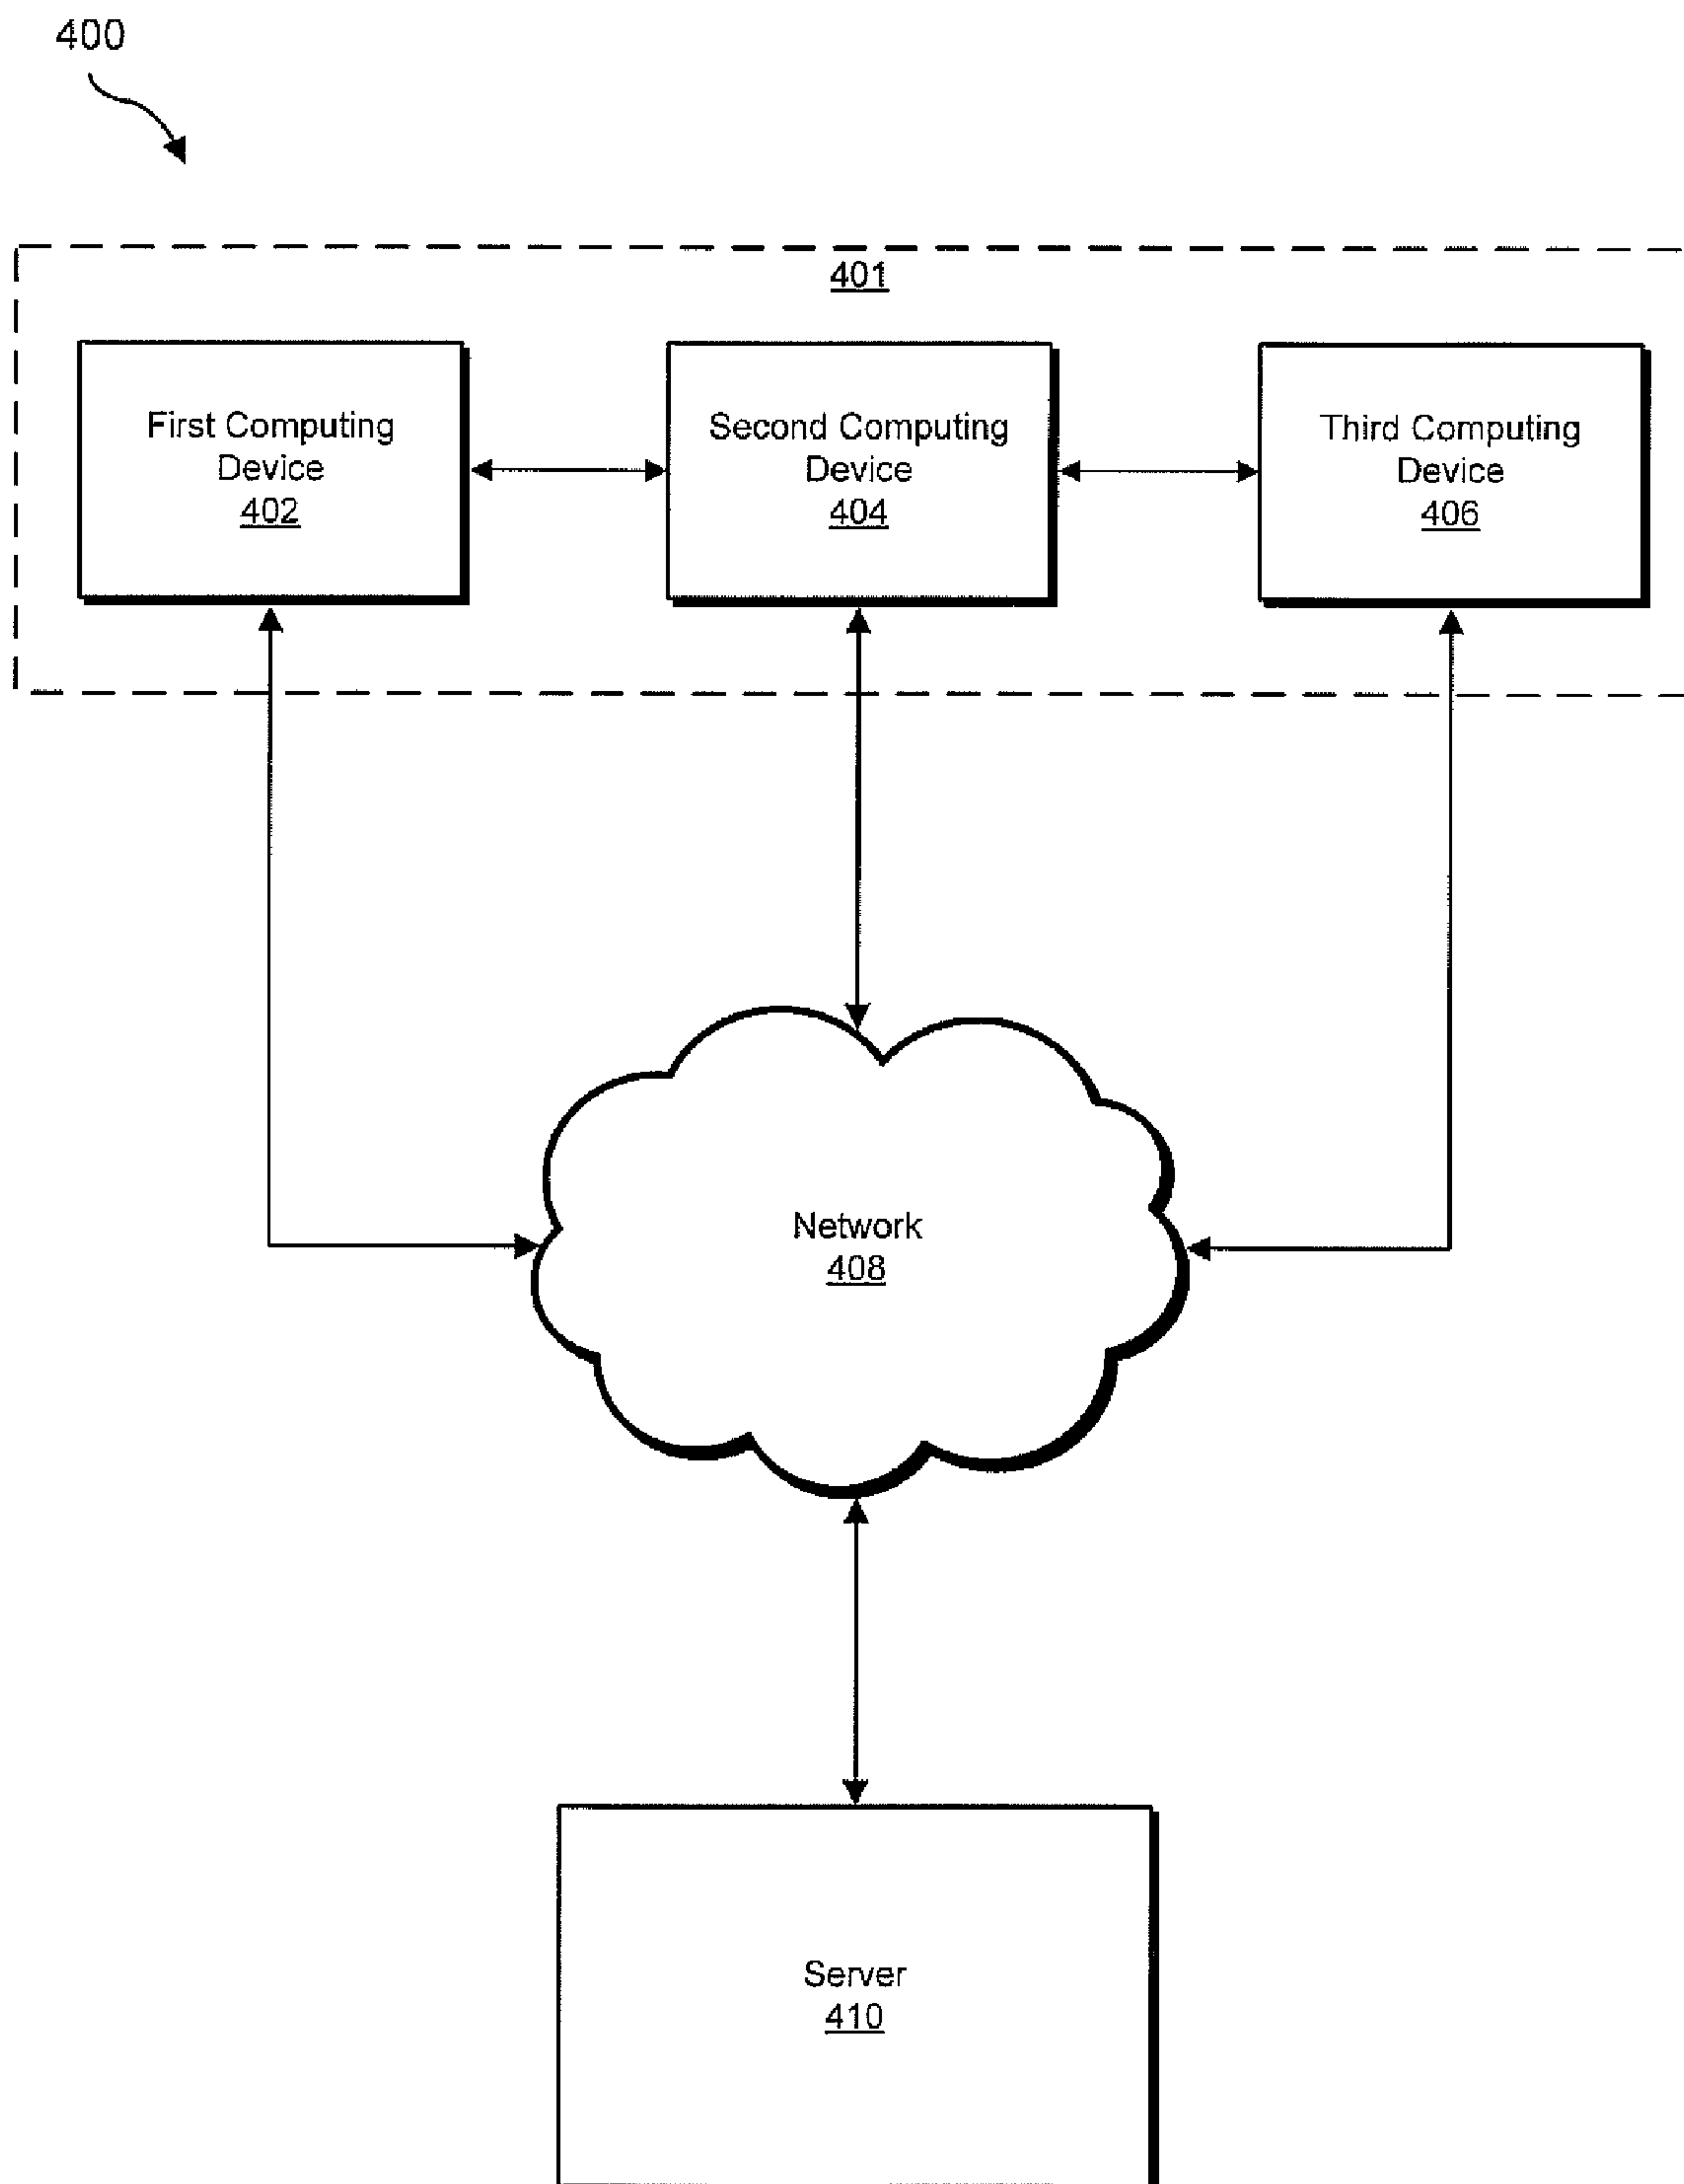 400
401
First Computing
Device
402
Second Computing
Device
404
Third Computing
Device
406
Network
408
Server
410